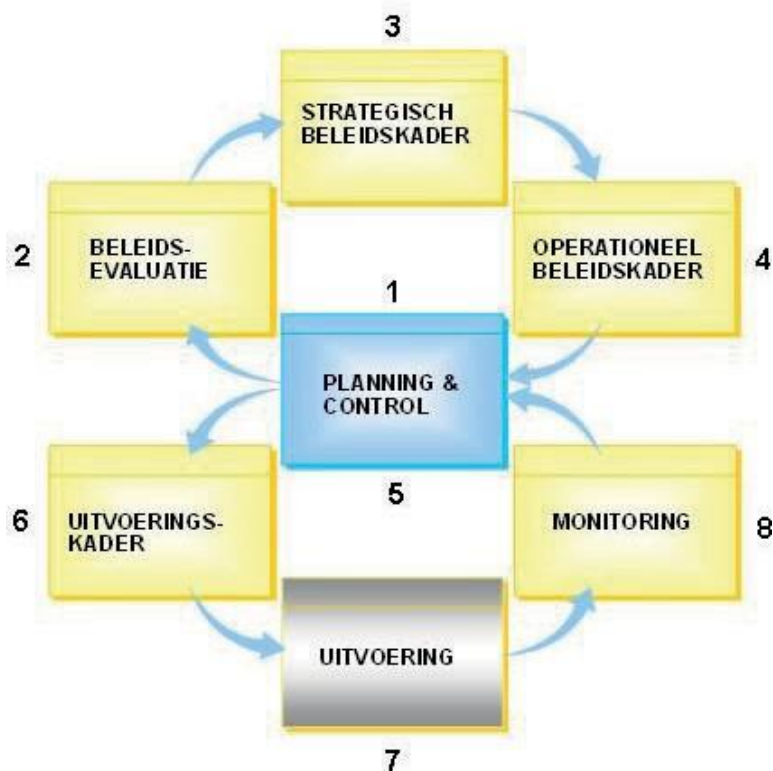 3
STRATEGISCH
BELEIDSKADER
2
BELEIDS-
EVALUATIE
OPERATIONEEL
BELEIDSKADER
4
1
PLANNING &
CONTROL
5
6
UITVOERINGS-
KADER
MONITORING
8
UITVOERING
7